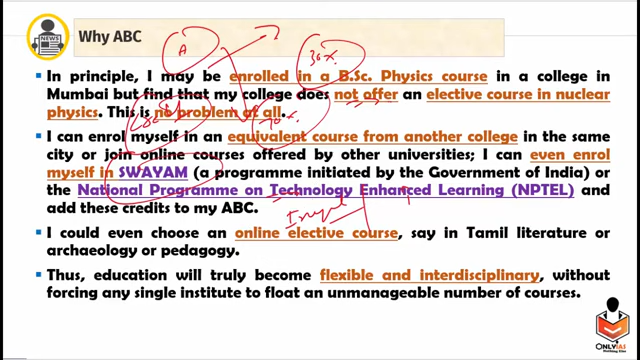 NEWS
Why ABC
A
30%
In principle, I may be enrolled in a B.Sc. Physics course in a college in
Mumbai but find that my college does not offer an elective course in nuclear
physics. This is no problem at all.
70%
I can enrol myself in an equivalent course from another college in the same
city or join online courses offered by other universities; I can even enrol
myself in SWAYAM (a programme initiated by the Government of India) or
the National Programme on Technology Enhanced Learning (NPTEL) and
add these credits to my ABC.
I could even choose an online elective course, say in Tamil literature or
archaeology or pedagogy.
Thus, education will truly become flexible and interdisciplinary, without
forcing any single institute to float an unmanageable number of courses.
ONLYIAS
Nothing Else